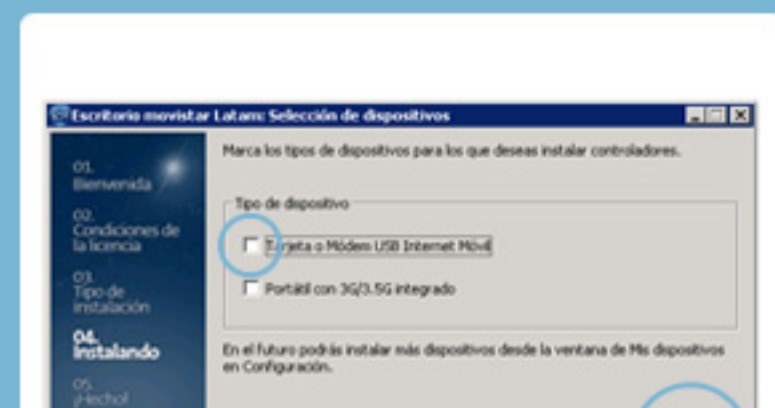 Escritorio movistar Latam: Selección de dispositivos
Marca los tipos de dispositivos para los que deseas instalar controladores.
01.
Bienvenida
02.
Condiciones de
la licencia
03.
Tipo de
instalación
04.
Instalando
05.
¡Hecho!
Tipo de dispositivo
Tarjeta o Módem USB Internet Móvil
Portátil con 3G/3.5G integrado
En el futuro podrás instalar más dispositivos desde la ventana de Mis dispositivos
en Configuración.